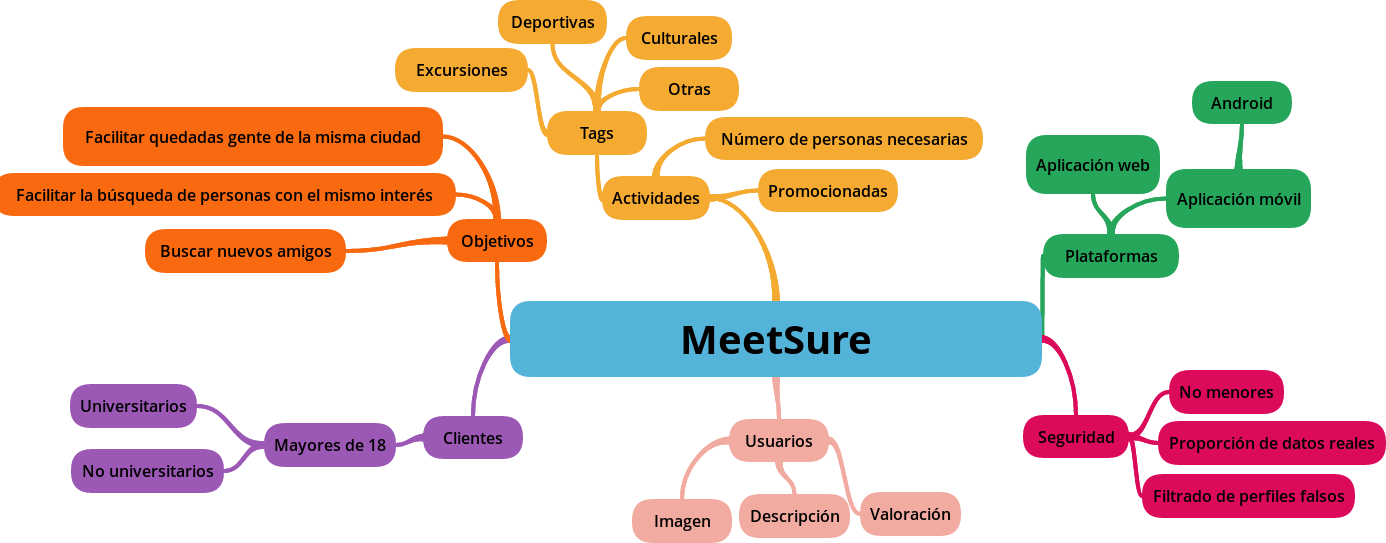 Deportivas
Culturales
Excursiones
Otras
Tags
Número de personas necesarias
Promocionadas
Actividades
Facilitar quedadas gente de la misma ciudad
Facilitar la búsqueda de personas con el mismo interés
Buscar nuevos amigos
Objetivos
Android
Aplicación web
Aplicación móvil
Plataformas
MeetSure
Universitarios
No universitarios
Mayores de 18
Clientes
Usuarios
Imagen
Descripción
Valoración
Seguridad
No menores
Proporción de datos reales
Filtrado de perfiles falsos